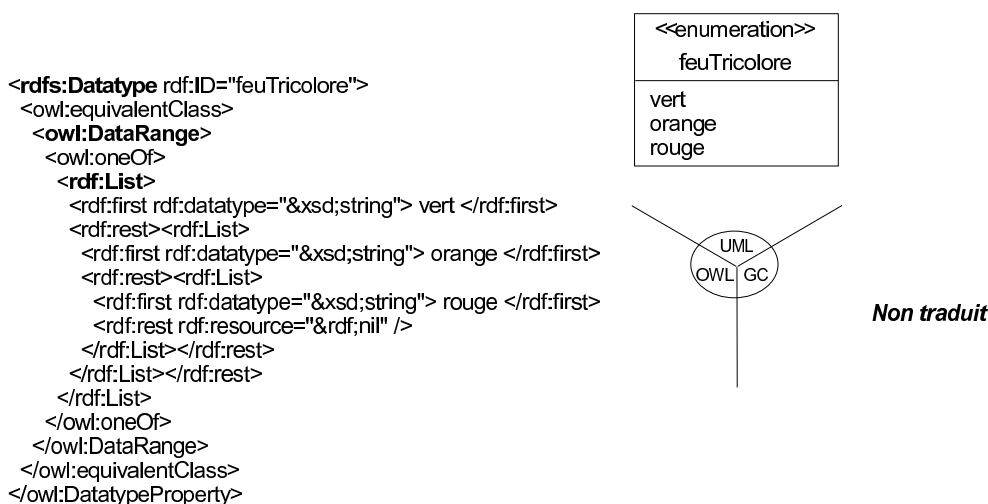 <rdfs:Datatype rdf:ID="feuTricolore">
<owl:equivalentClass>
<owl:DataRange>
<owl:oneOf>
<rdf:List>
<rdf:first rdf:datatype="&xsd;string"> vert </rdf:first>
<rdf:rest><rdf:List>
<rdf:first rdf:datatype="&xsd;string"> orange </rdf:first>
<rdf:rest><rdf:List>
<rdf:first rdf:datatype="&xsd;string"> rouge </rdf:first>
<rdf:rest rdf:resource="&rdf;nil" />
</rdf:List></rdf:rest>
</rdf:List></rdf:rest>
</rdf:List>
</owl:oneOf>
</owl:DataRange>
</owl:equivalentClass>
</owl:DatatypeProperty>
<<enumeration>>
feuTricolore
vert
orange
rouge
UML
OWL GC
Non traduit